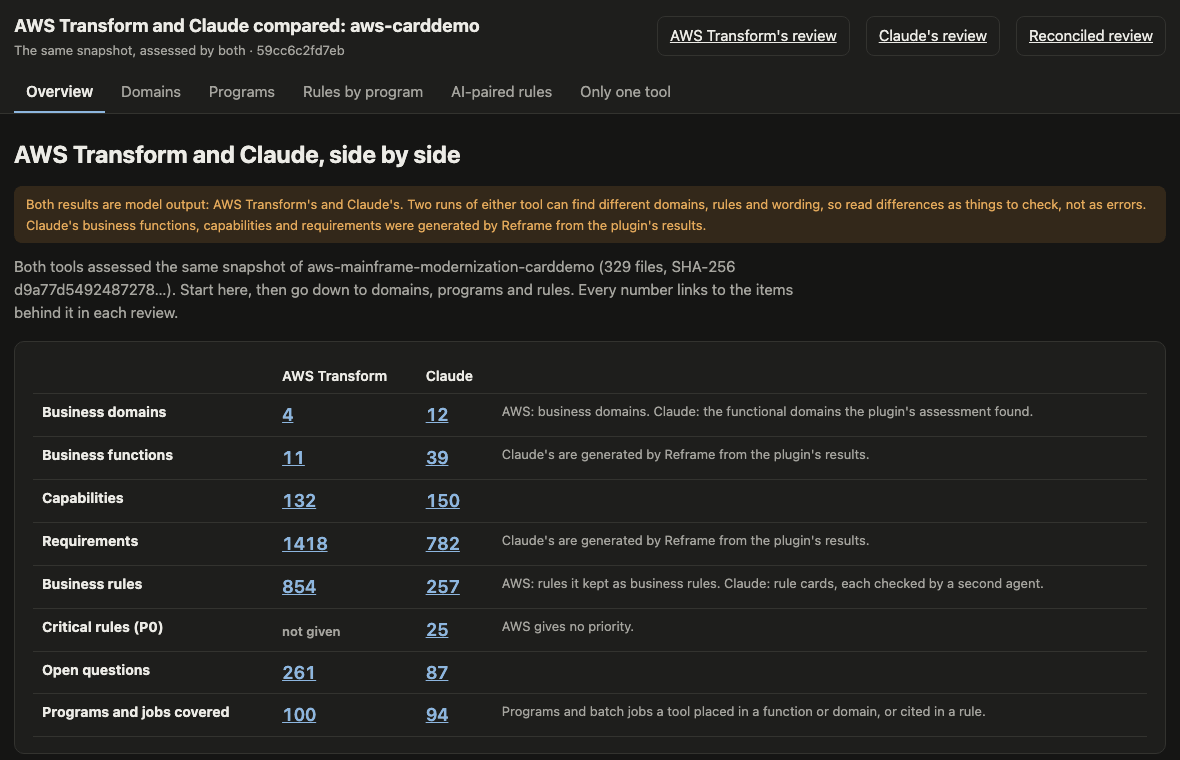 AWS Transform and Claude compared: aws-carddemo
The same snapshot, assessed by both · 59cc6c2fd7eb
AWS Transform's review
Claude's review
Reconciled review
Overview
Domains
Programs
Rules by program
AI-paired rules
Only one tool
AWS Transform and Claude, side by side
Both results are model output: AWS Transform's and Claude's. Two runs of either tool can find different domains, rules and wording, so read differences as things to check, not as errors.
Claude's business functions, capabilities and requirements were generated by Reframe from the plugin's results.
Both tools assessed the same snapshot of aws-mainframe-modernization-carddemo (329 files, SHA-256
d9a77d5492487278…). Start here, then go down to domains, programs and rules. Every number links to the items
behind it in each review.
AWS Transform Claude
Business domains 4 12 AWS: business domains. Claude: the functional domains the plugin's assessment found.
Business functions 11 39 Claude's are generated by Reframe from the plugin's results.
Capabilities 132 150
Requirements 1418 782 Claude's are generated by Reframe from the plugin's results.
Business rules 854 257 AWS: rules it kept as business rules. Claude: rule cards, each checked by a second agent.
Critical rules (P0) not given 25 AWS gives no priority.
Open questions 261 87
Programs and jobs covered 100 94 Programs and batch jobs a tool placed in a function or domain, or cited in a rule.